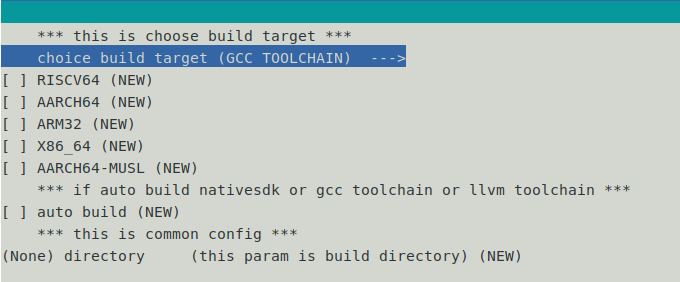 *** this is choose build target ***
choice build target (GCC TOOLCHAIN)  --->
[ ] RISCV64 (NEW)
[ ] AARCH64 (NEW)
[ ] ARM32 (NEW)
[ ] X86_64 (NEW)
[ ] AARCH64-MUSL (NEW)
*** if auto build nativesdk or gcc toolchain or llvm toolchain ***
[ ] auto build (NEW)
*** this is common config ***
(None) directory     (this param is build directory) (NEW)